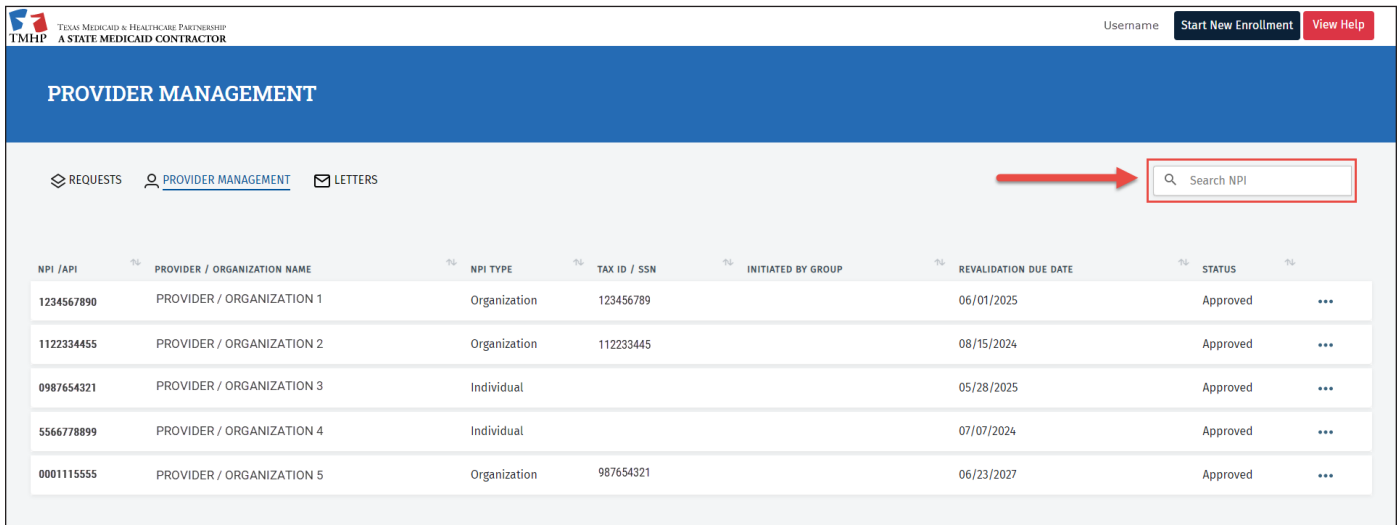 TEXAS MEDICAID & HEALTHCARE PARTNERSHIP
TMHP A STATE MEDICAID CONTRACTOR
Username Start New Enrollment View Help
PROVIDER MANAGEMENT
REQUESTS PROVIDER MANAGEMENT LETTERS Search NPI
NPI /API PROVIDER / ORGANIZATION NAME NPI TYPE TAX ID / SSN INITIATED BY GROUP REVALIDATION DUE DATE STATUS
1234567890 PROVIDER / ORGANIZATION 1 Organization 123456789 06/01/2025 Approved
1122334455 PROVIDER / ORGANIZATION 2 Organization 112233445 08/15/2024 Approved
0987654321 PROVIDER / ORGANIZATION 3 Individual 05/28/2025 Approved
5566778899 PROVIDER / ORGANIZATION 4 Individual 07/07/2024 Approved
0001115555 PROVIDER / ORGANIZATION 5 Organization 987654321 06/23/2027 Approved